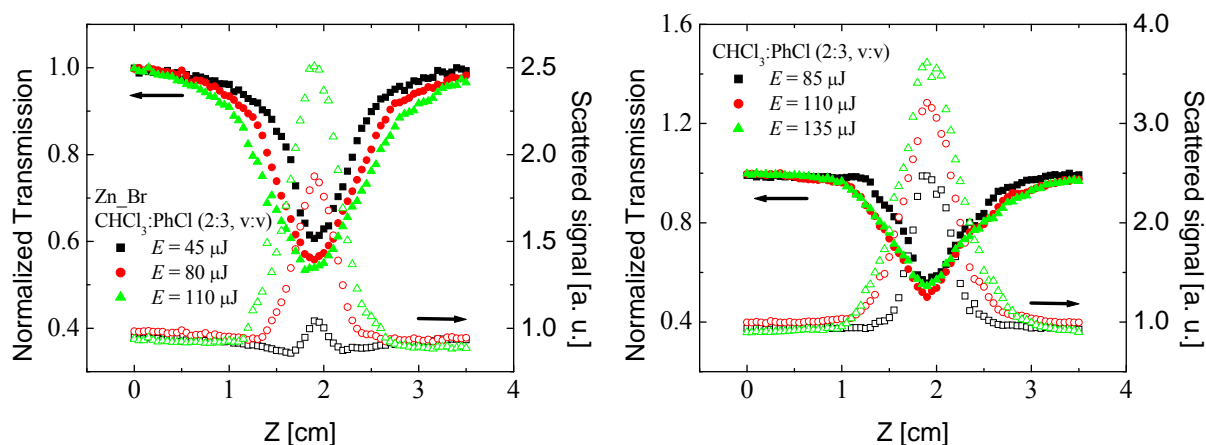 1.0
0.8
0.6
0.4
Normalized Transmission
Zn_Br
CHCl3:PhCl (2:3, v:v)
E = 45 μJ
E = 80 μJ
E = 110 μJ
2.5
2.0
1.5
1.0
Scattered signal [a. u.]
0 1 2 3 4
Z [cm]
1.6
1.2
0.8
0.4
Normalized Transmission
CHCl3:PhCl (2:3, v:v)
E = 85 μJ
E = 110 μJ
E = 135 μJ
4.0
3.0
2.0
1.0
Scattered signal [a. u.]
0 1 2 3 4
Z [cm]